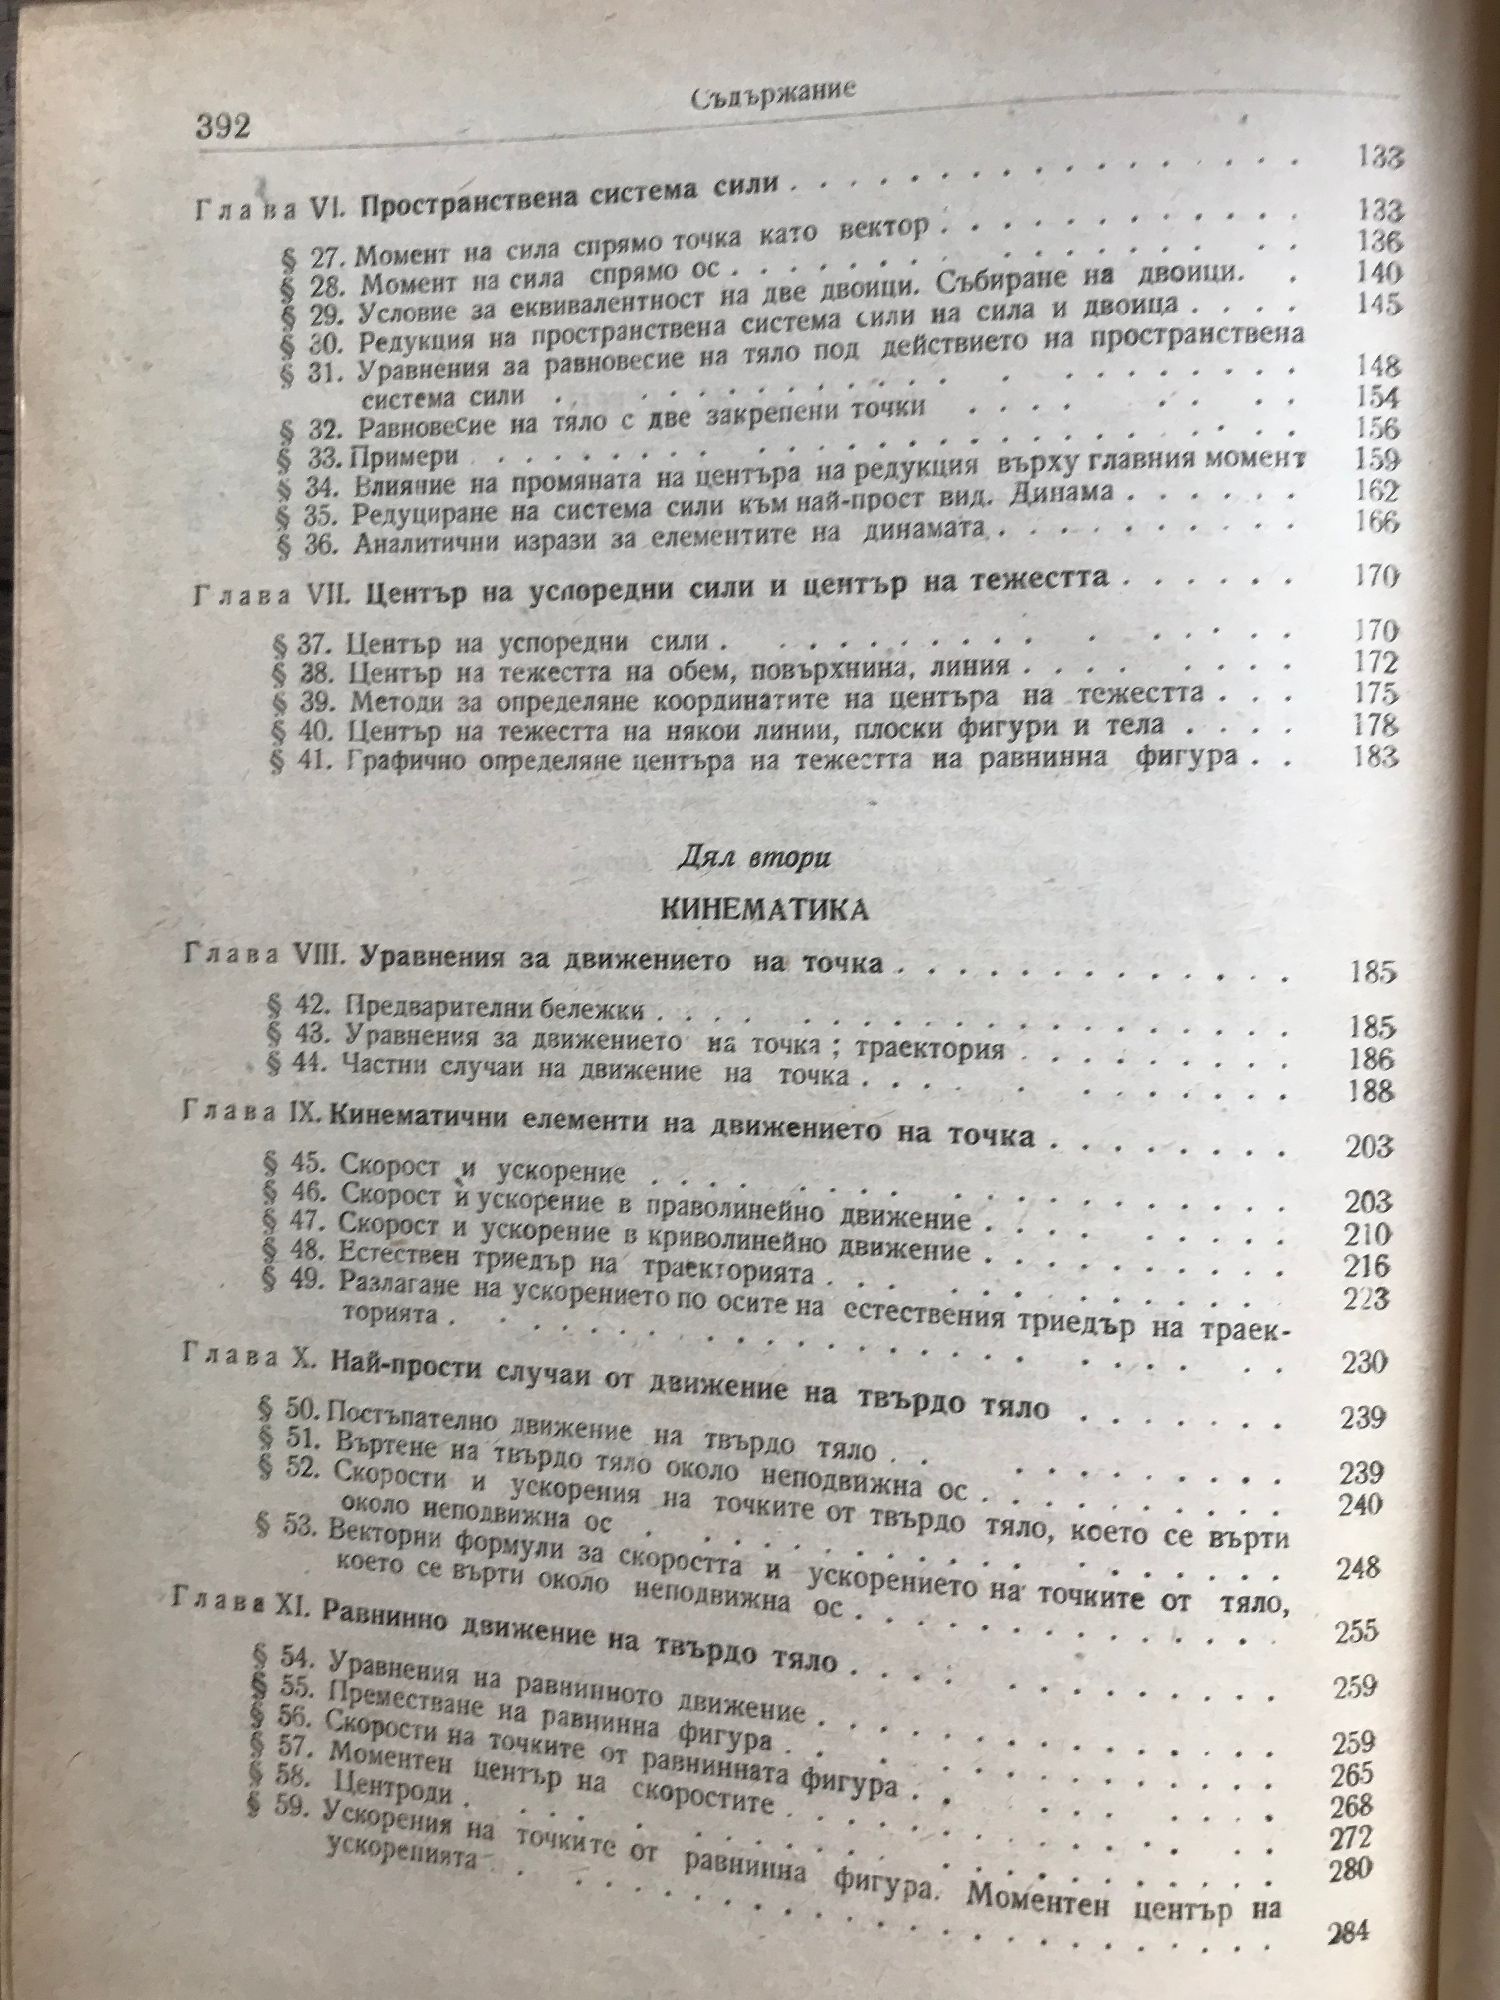 392
Съдържание
Глава VI. Пространствена система сили . . . . . . . . . . . . . . . . . 133
§ 27. Момент на сила спрямо точка като вектор . . . . . . . . . . . . 133
§ 28. Момент на сила спрямо ос . . . . . . . . . . . . . . . . . 136
§ 29. Условие за еквивалентност на две двоици. Събиране на двоици. . 140
§ 30. Редукция на пространствена система сили на сила и двоица . . . . 145
§ 31. Уравнения за равновесие на тяло под действието на пространствена
система сили . . . . . . . . . . . . . . . . . . . . 148
§ 32. Равновесие на тяло с две закрепени точки . . . . . . . . 154
§ 33. Примери . . . . . . . . . . . . . . . . . . . . . . 156
§ 34. Влияние на промяната на центъра на редукция върху главния момент 159
§ 35. Редуциране на система сили към най-прост вид. Динама . . . . . . 162
§ 36. Аналитични изрази за елементите на динамата . . . . . . . . . . 166
Глава VII. Център на успоредни сили и център на тежестта . . . . . . 170
§ 37. Център на успоредни сили . . . . . . . . . . . . . . . . 170
§ 38. Център на тежестта на обем, повърхнина, линия . . . . . . . . 172
§ 39. Методи за определяне координатите на центъра на тежестта . . . 175
§ 40. Център на тежестта на някои линии, плоски фигури и тела . . . . 178
§ 41. Графично определяне центъра на тежестта на равнинна фигура . . 183
Дял втори
КИНЕМАТИКА
Глава VIII. Уравнения за движението на точка . . . . . . . . . . . . . 185
§ 42. Предварителни бележки . . . . . . . . . . . . . . . . . . . 185
§ 43. Уравнения за движението на точка ; траектория . . . . . . . . . 186
§ 44. Частни случаи на движение на точка . . . . . . . . . . . . 188
Глава IX. Кинематични елементи на движението на точка . . . . . . . . 203
§ 45. Скорост и ускорение . . . . . . . . . . . . . . . . . . . 203
§ 46. Скорост и ускорение в праволинейно движение . . . . . . . . . 210
§ 47. Скорост и ускорение в криволинейно движение . . . . . . . . . . 216
§ 48. Естествен триедър на траекторията . . . . . . . . . . . . . . 223
§ 49. Разлагане на ускорението по осите на естествения триедър на траек-
торията . . . . . . . . . . . . . . . . . . . . . . . 230
Глава X. Най-прости случаи от движение на твърдо тяло . . . . . . . 239
§ 50. Постъпателно движение на твърдо тяло . . . . . . . . . . . 239
§ 51. Въртене на твърдо тяло около неподвижна ос . . . . . . . . . . 240
§ 52. Скорости и ускорения на точките от твърдо тяло, което се върти
около неподвижна ос . . . . . . . . . . . . . . . . . . 248
§ 53. Векторни формули за скоростта и ускорението на точките от тяло,
което се върти около неподвижна ос . . . . . . . . . . . . . . 255
Глава XI. Равнинно движение на твърдо тяло . . . . . . . . . . . . . 259
§ 54. Уравнения на равнинното движение . . . . . . . . . . . . . . . 259
§ 55. Преместване на равнинна фигура . . . . . . . . . . . . . . . 265
§ 56. Скорости на точките от равнинната фигура . . . . . . . . . 268
§ 57. Моментен център на скоростите . . . . . . . . . . . . . . . 272
§ 58. Центроди . . . . . . . . . . . . . . . . . . . . . . . 280
§ 59. Ускорения на точките от равнинна фигура. Моментен център на
ускоренията . . . . . . . . . . . . . . . . . . . . . 284